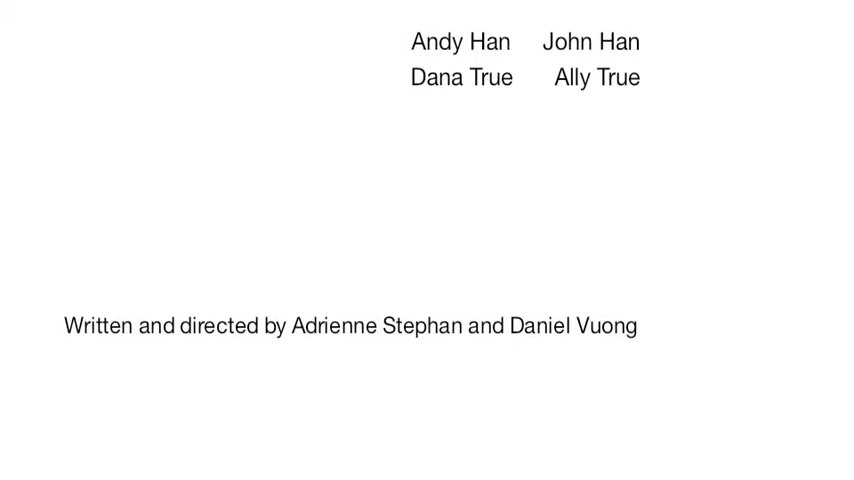 Andy Han John Han
Dana True Ally True
Written and directed by Adrienne Stephan and Daniel Vuong